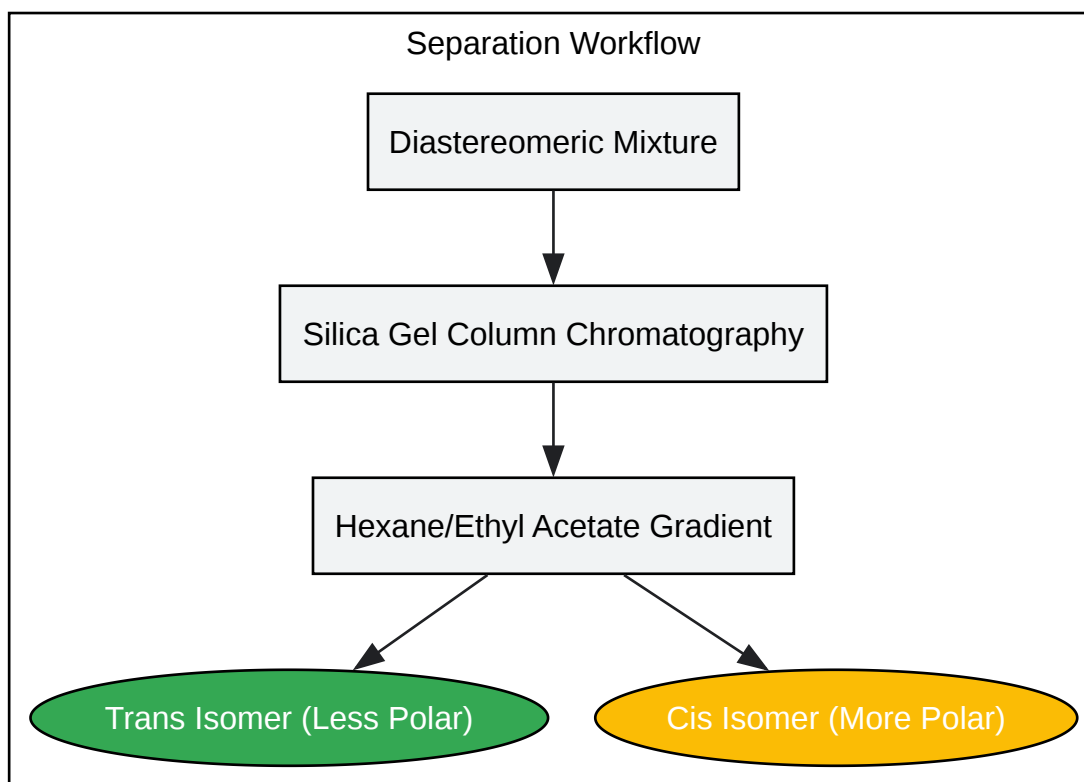 Separation Workflow
Diastereomeric Mixture
Silica Gel Column Chromatography
Hexane/Ethyl Acetate Gradient
Trans Isomer (Less Polar)
Cis Isomer (More Polar)